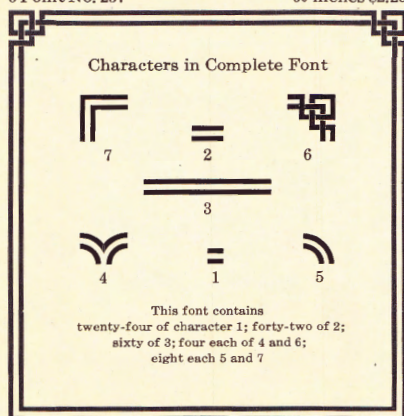 Characters in Complete Font
7 2 6
3
4 1 5
This font contains
twenty-four of character 1; forty-two of 2;
sixty of 3; four each of 4 and 6;
eight each 5 and 7